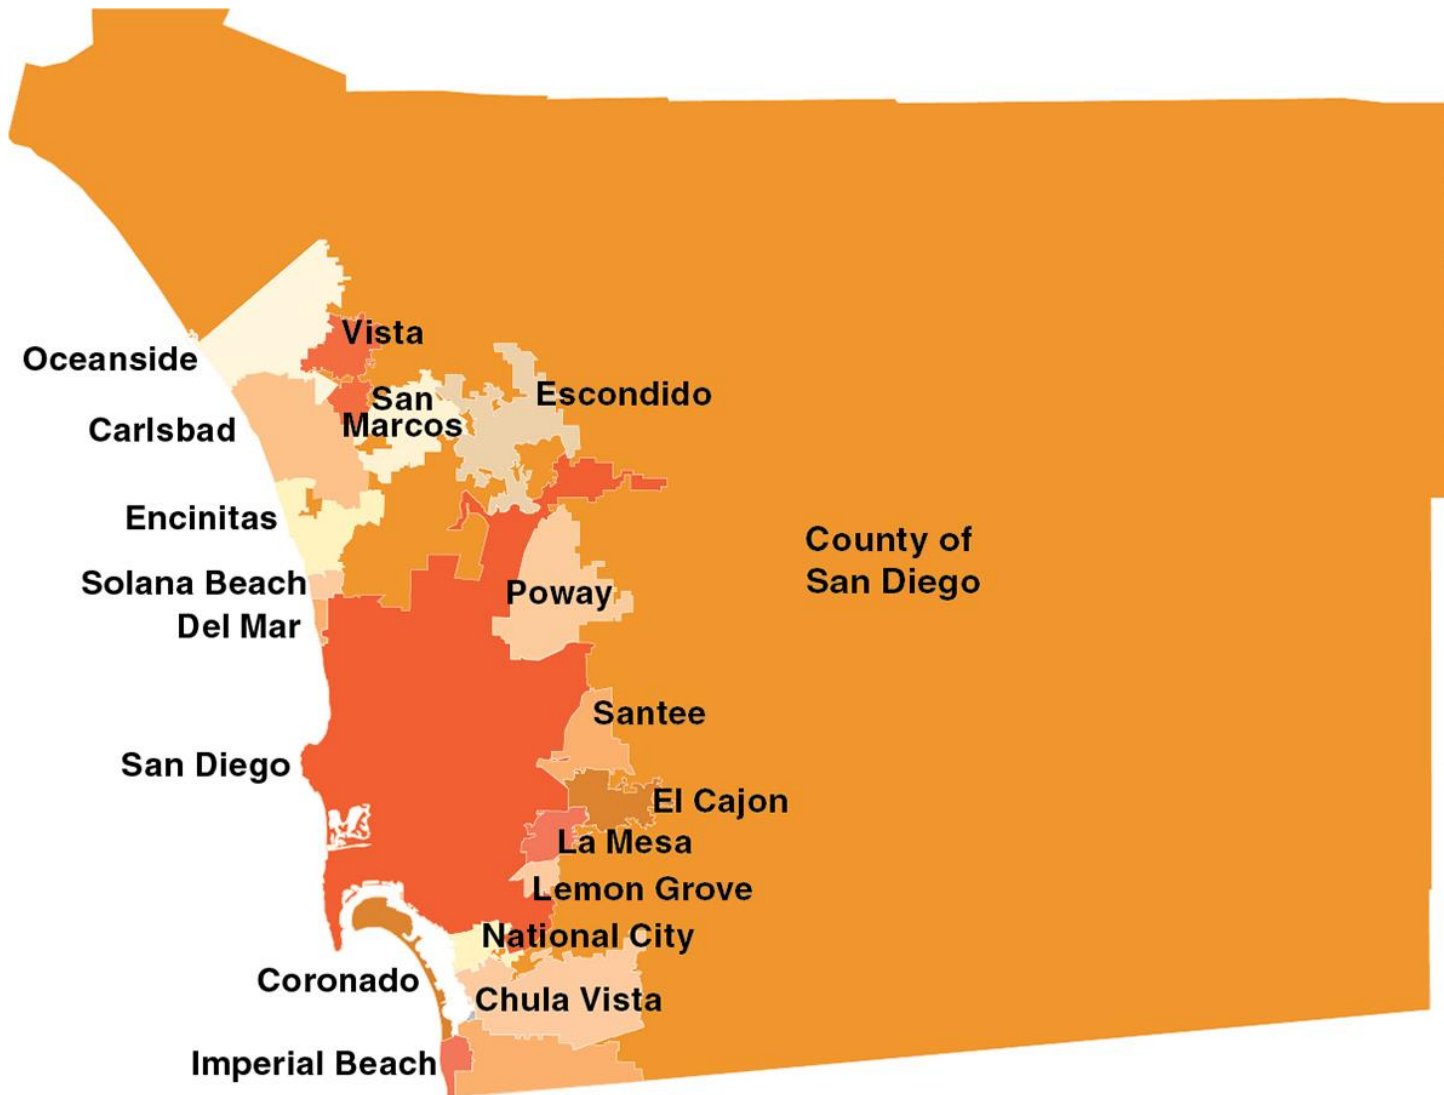 Vista
Oceanside
San
Marcos
Escondido
Carlsbad
Encinitas
County of
San Diego
Solana Beach
Poway
Del Mar
Santee
San Diego
El Cajon
La Mesa
Lemon Grove
National City
Coronado
Chula Vista
Imperial Beach